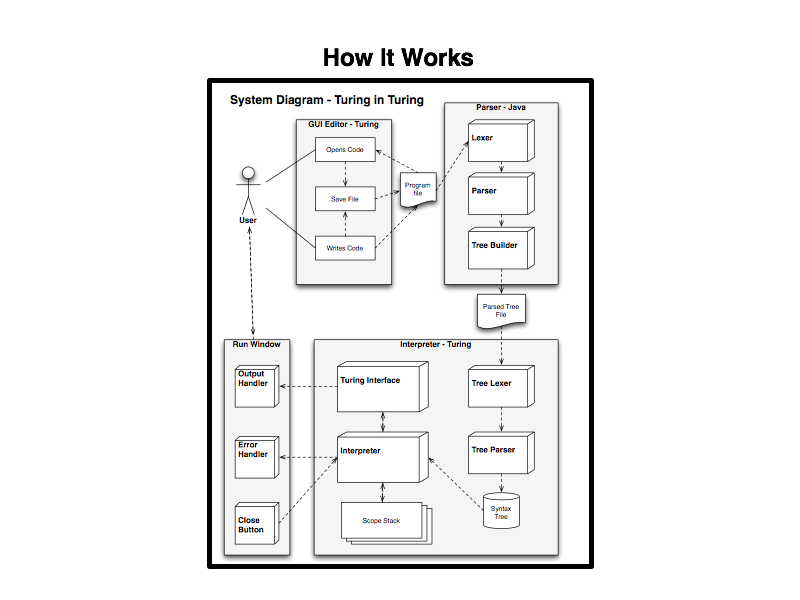 How It Works
System Diagram - Turing in Turing
GUI Editor - Turing
Opens Code
Save File
Writes Code
User
Program
file
Parser - Java
Lexer
Parser
Tree Builder
Parsed Tree
File
Run Window
Output
Handler
Error
Handler
Close
Button
Interpreter - Turing
Turing Interface
Interpreter
Scope Stack
Tree Lexer
Tree Parser
Syntax
Tree